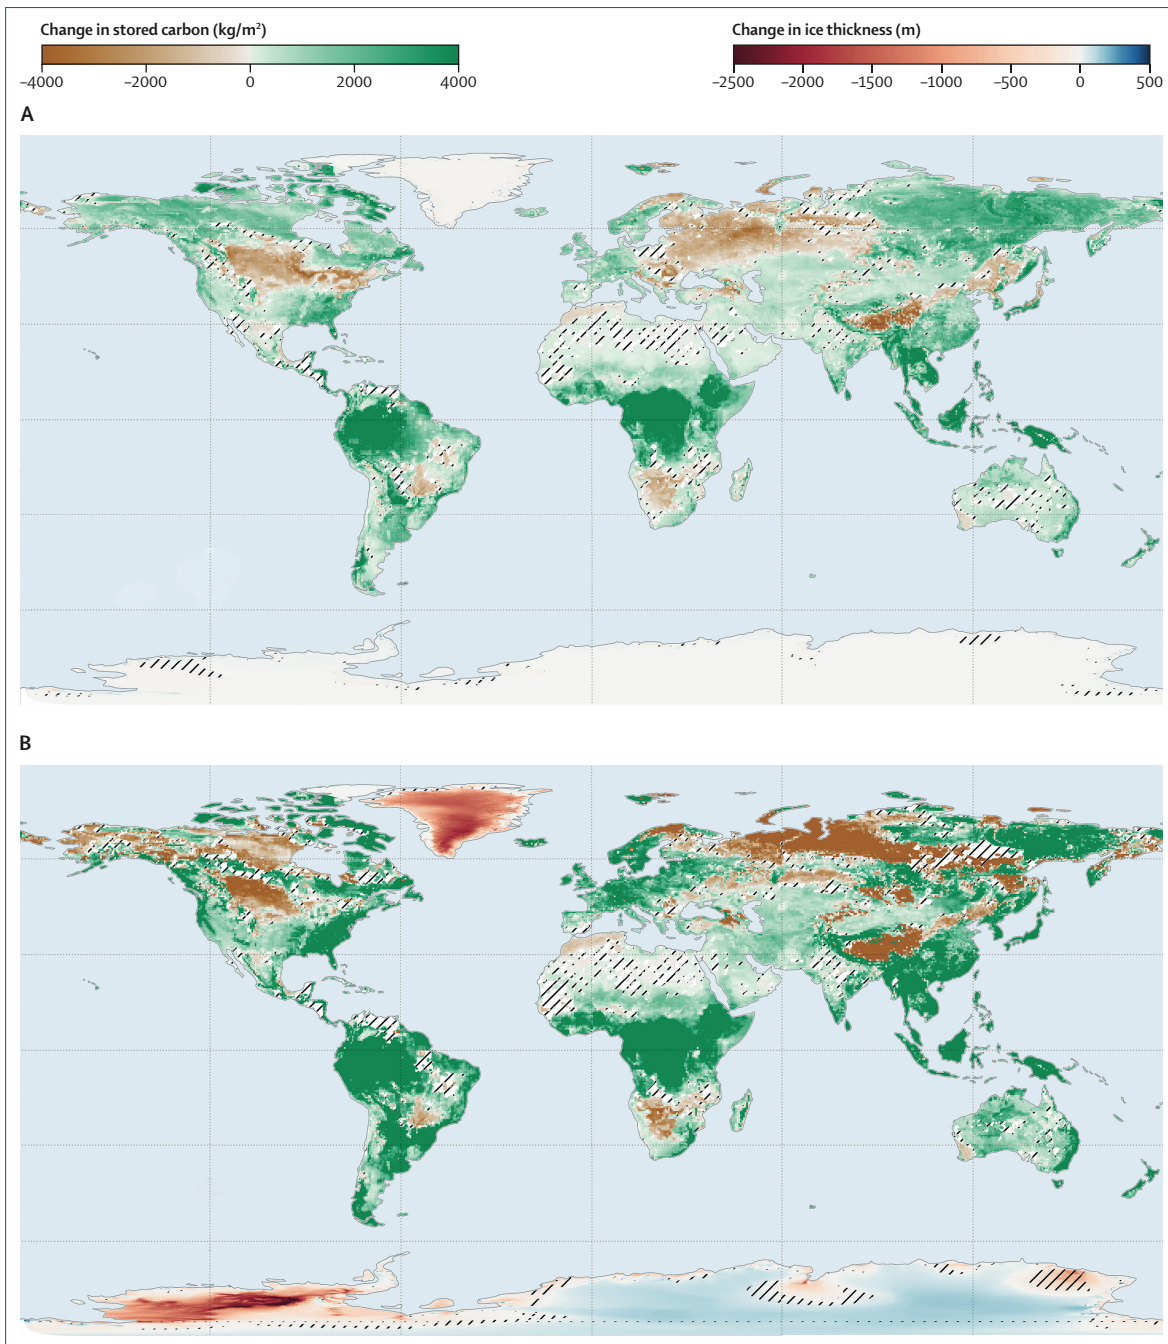 Change in stored carbon (kg/m²)
–4000 –2000 0 2000 4000
Change in ice thickness (m)
–2500 –2000 –1500 –1000 –500 0 500
A
B